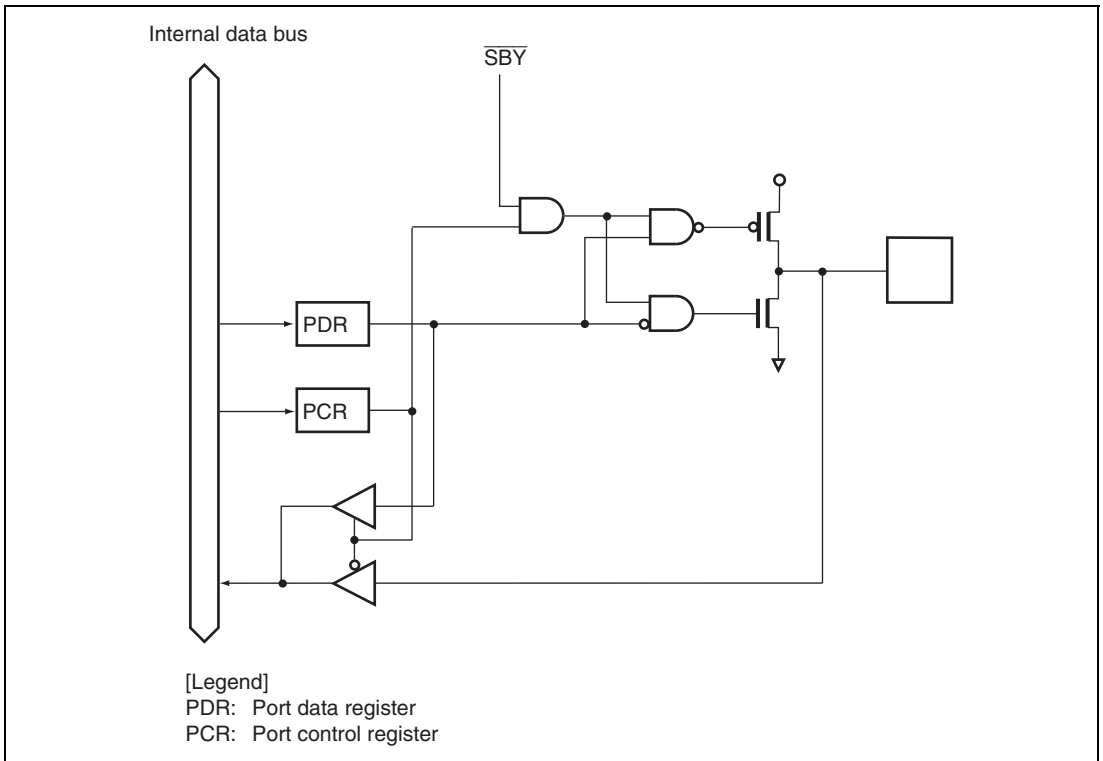 Internal data bus
SBY
PDR
PCR
[Legend]
PDR: Port data register
PCR: Port control register